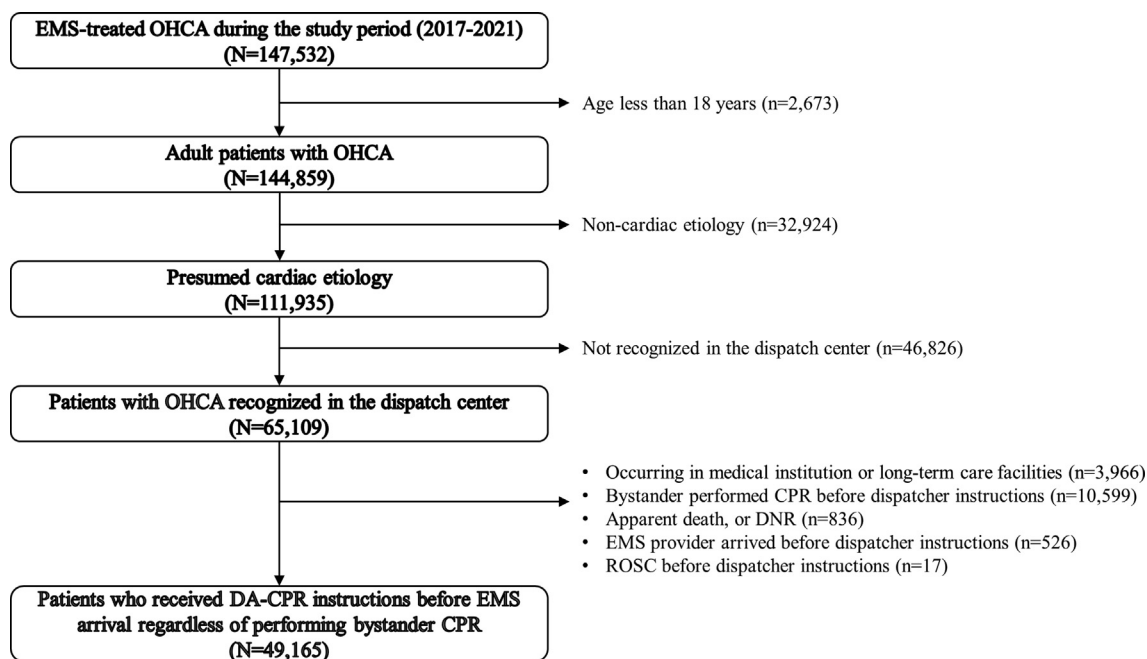 EMS-treated OHCA during the study period (2017-2021)
(N=147,532)
Age less than 18 years (n=2,673)
Adult patients with OHCA
(N=144,859)
Non-cardiac etiology (n=32,924)
Presumed cardiac etiology
(N=111,935)
Not recognized in the dispatch center (n=46,826)
Patients with OHCA recognized in the dispatch center
(N=65,109)
• Occurring in medical institution or long-term care facilities (n=3,966)
• Bystander performed CPR before dispatcher instructions (n=10,599)
• Apparent death, or DNR (n=836)
• EMS provider arrived before dispatcher instructions (n=526)
• ROSC before dispatcher instructions (n=17)
Patients who received DA-CPR instructions before EMS
arrival regardless of performing bystander CPR
(N=49,165)